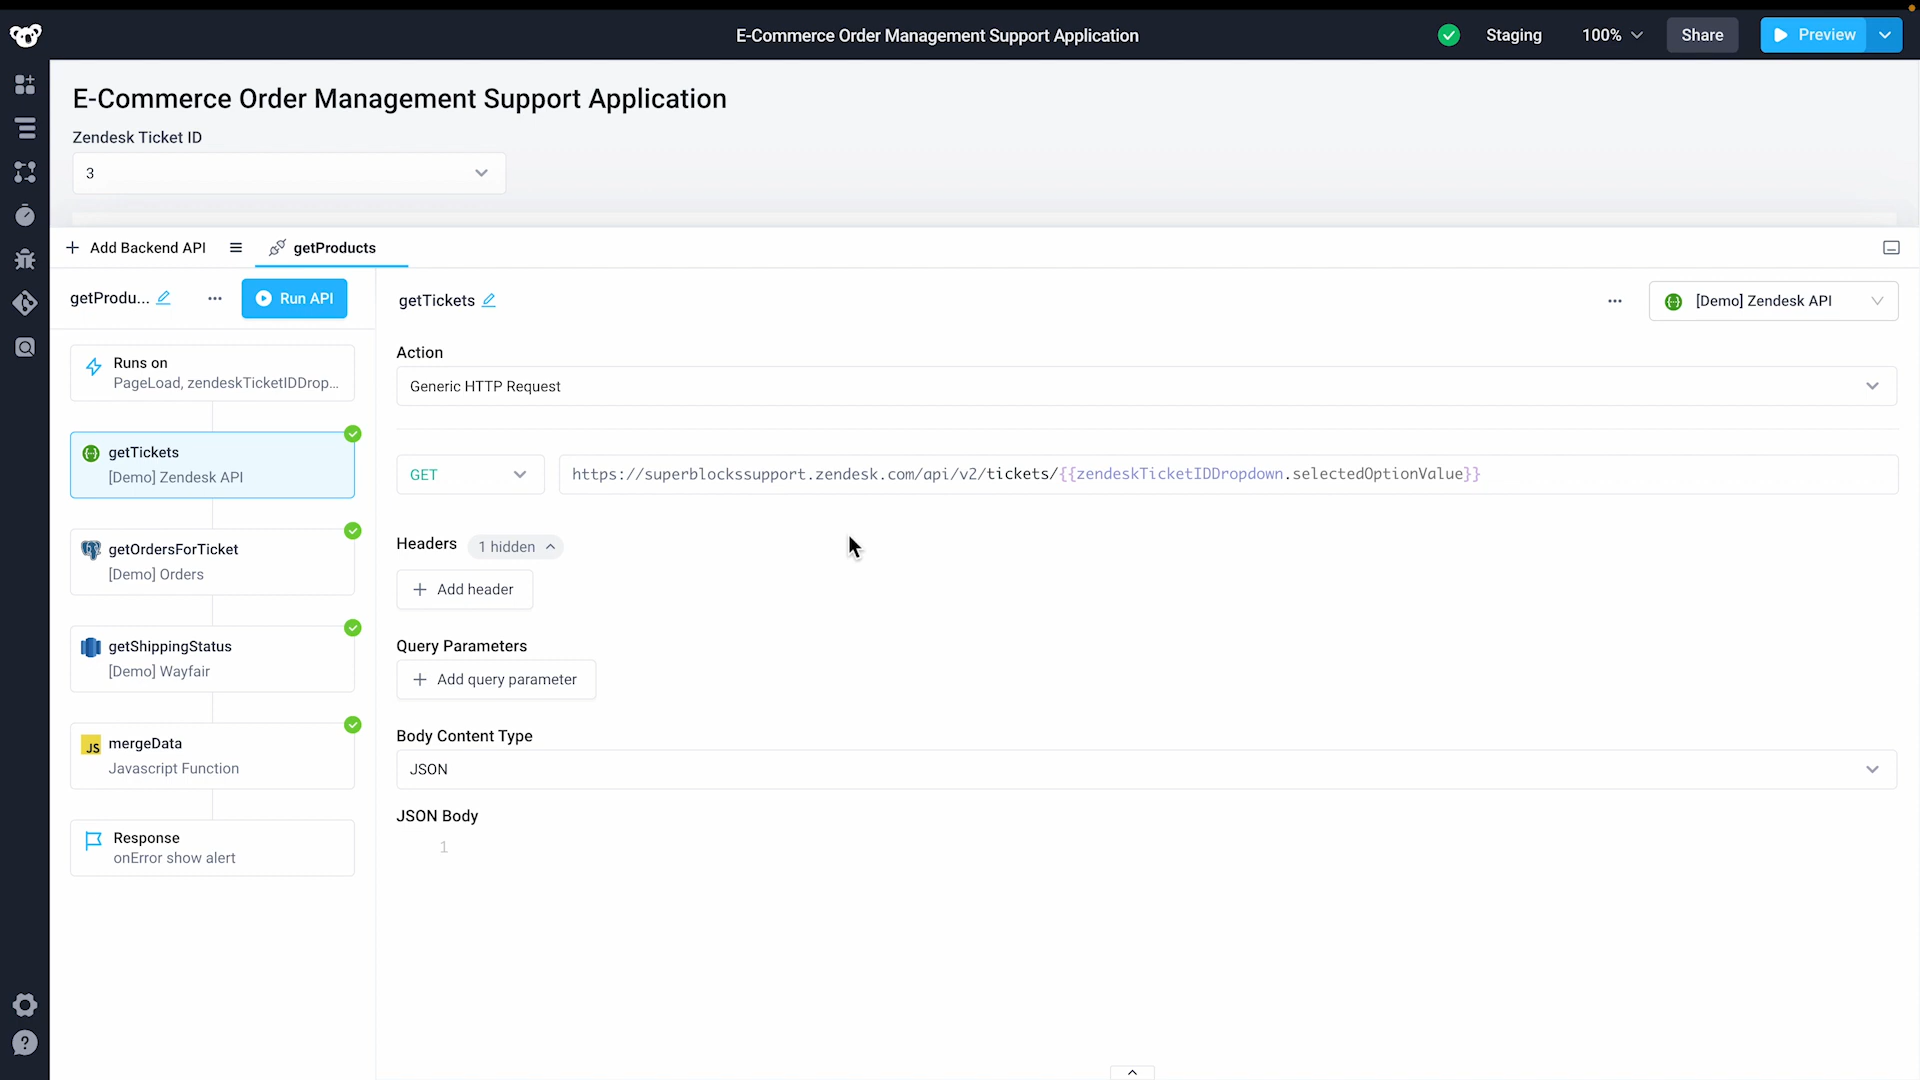 E-Commerce Order Management Support Application
Staging
100%
Share
Preview
E-Commerce Order Management Support Application
Zendesk Ticket ID
3
Add Backend API
getProducts
getProdu...
Run API
getTickets
[Demo] Zendesk API
Runs on
PageLoad, zendeskTicketIDDrop...
getTickets
[Demo] Zendesk API
getOrdersForTicket
[Demo] Orders
getShippingStatus
[Demo] Wayfair
JS
mergeData
Javascript Function
Response
onError show alert
Action
Generic HTTP Request
GET
https://superblockssupport.zendesk.com/api/v2/tickets/{{zendeskTicketIDDropdown.selectedOptionValue}}
Headers
1 hidden
Add header
Query Parameters
Add query parameter
Body Content Type
JSON
JSON Body
1